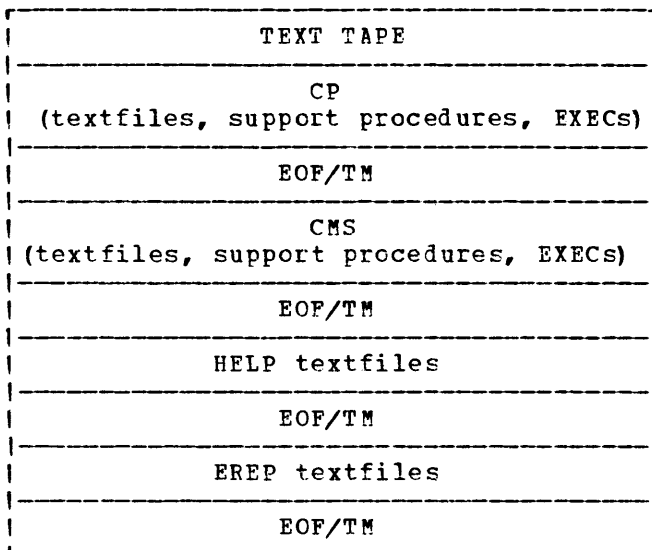 TEXT TAPE
CP
(textfiles, support procedures, EXECs)
EOF/TM
CMS
(textfiles, support procedures, EXECs)
EOF/TM
HELP textfiles
EOF/TM
EREP textfiles
EOF/TM